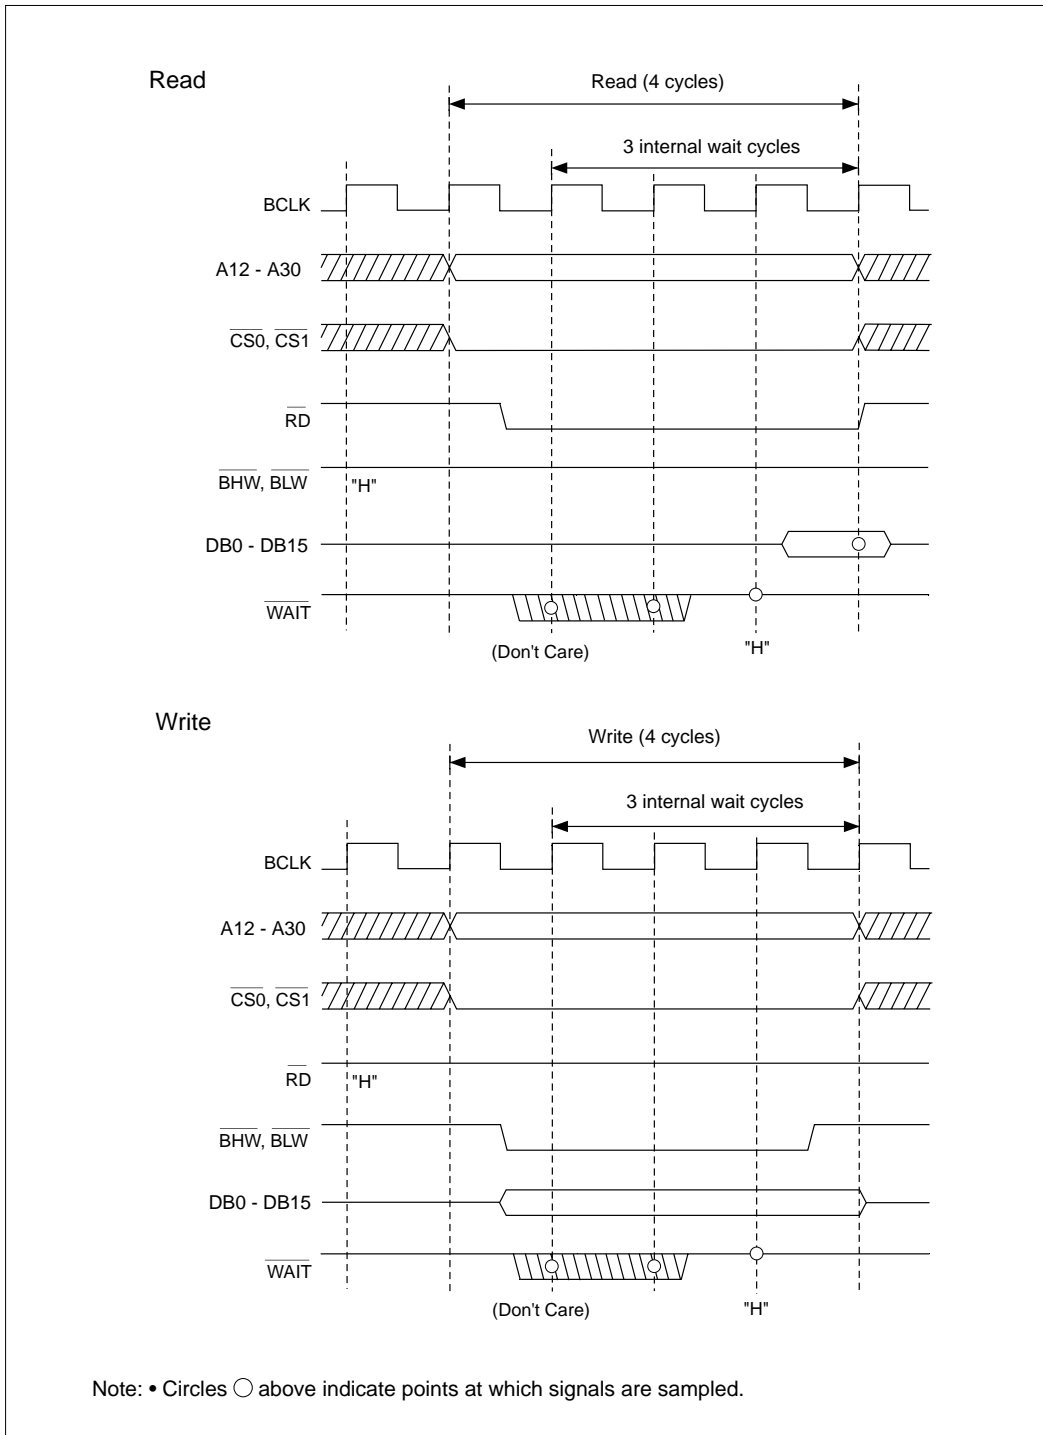 Read
Read (4 cycles)
3 internal wait cycles
BCLK
A12 - A30
CS0, CS1
RD
BHW, BLW
"H"
DB0 - DB15
WAIT
(Don't Care)
"H"
Write
Write (4 cycles)
3 internal wait cycles
BCLK
A12 - A30
CS0, CS1
RD
"H"
BHW, BLW
DB0 - DB15
WAIT
(Don't Care)
"H"
Note: • Circles ○ above indicate points at which signals are sampled.